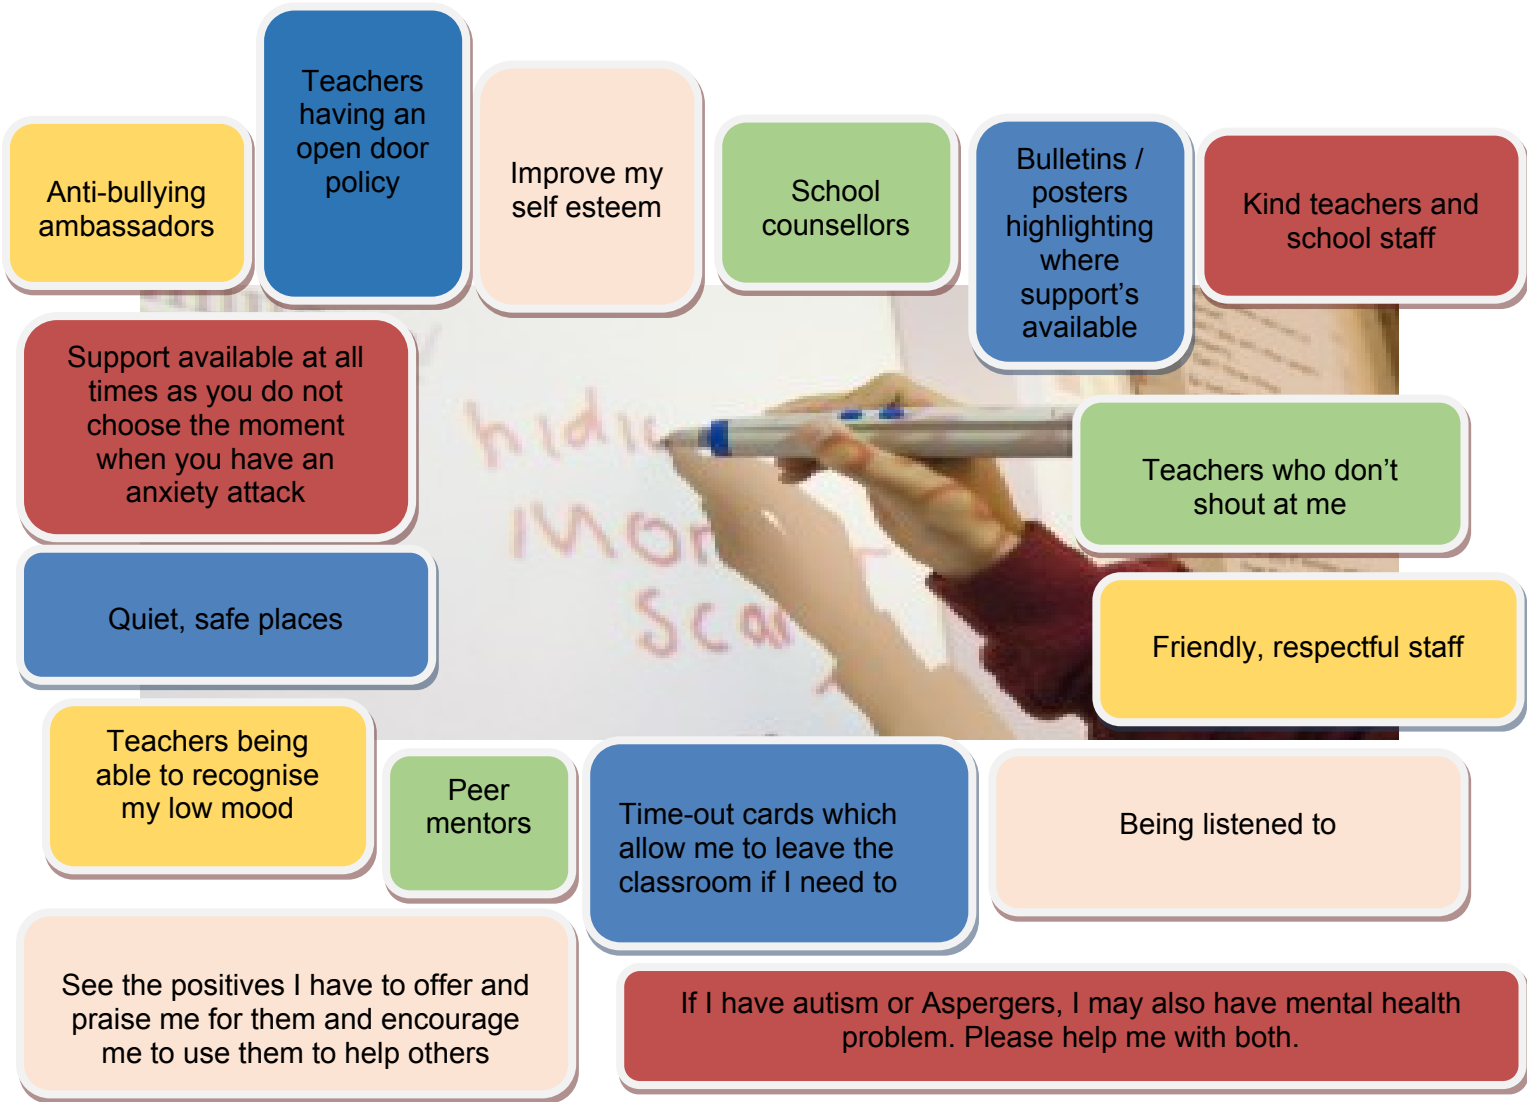 Anti-bullying
ambassadors
Teachers
having an
open door
policy
Improve my
self esteem
School
counsellors
Bulletins /
posters
highlighting
where
support’s
available
Kind teachers and
school staff
Support available at all
times as you do not
choose the moment
when you have an
anxiety attack
Teachers who don’t
shout at me
Quiet, safe places
Friendly, respectful staff
Teachers being
able to recognise
my low mood
Peer
mentors
Time-out cards which
allow me to leave the
classroom if I need to
Being listened to
See the positives I have to offer and
praise me for them and encourage
me to use them to help others
If I have autism or Aspergers, I may also have mental health
problem. Please help me with both.